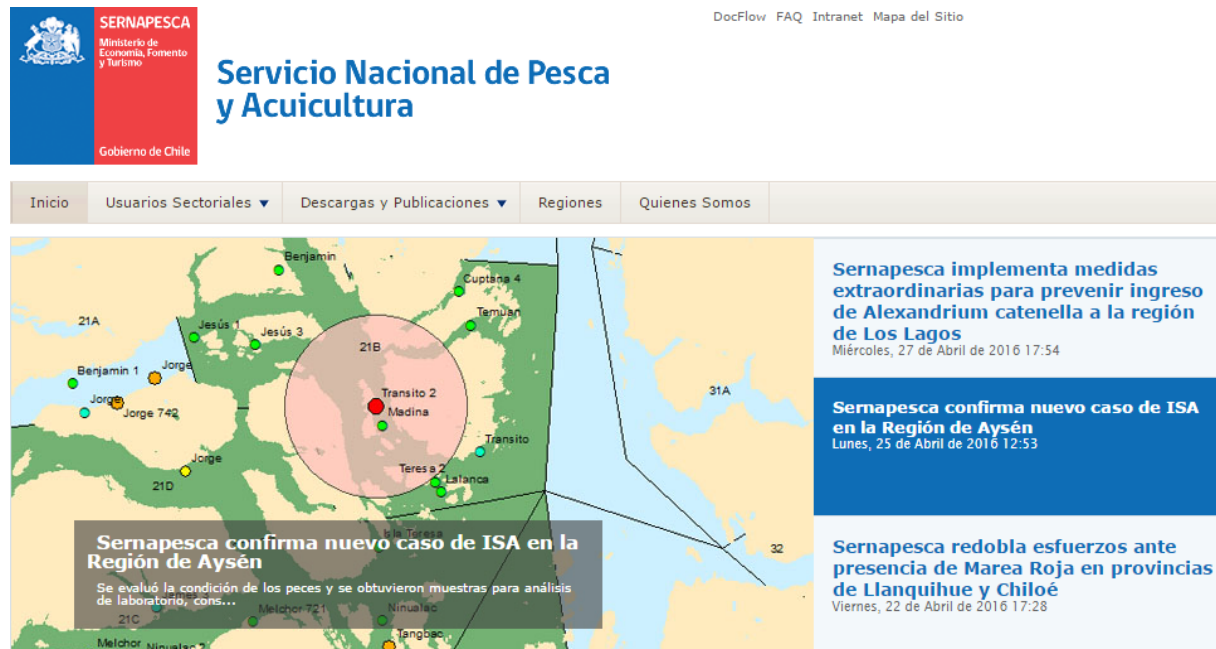 SERNAPESCA
Ministerio de
Economía, Fomento
y Turismo
Gobierno de Chile
DocFlow FAQ Intranet Mapa del Sitio
Servicio Nacional de Pesca
y Acuicultura
Inicio
Usuarios Sectoriales
Descargas y Publicaciones
Regiones
Quienes Somos
Benjamin
Cuptana 4
21A
Jesús 1
Jesús 3
Temuan
21B
Benjamin 1
Jorge
Transito 2
31A
Jorge
Jorge 742
Madina
Transito
Jorge
Teresa 2
21D
Lalanca
Isla Teresa
32
Sernapesca confirma nuevo caso de ISA en la
Región de Aysén
Se evaluó la condición de los peces y se obtuvieron muestras para análisis
de laboratorio, cons...
21C
Melchor 721
Ninualac
Tangbac
Melchor
Ninualac 2
Sernapesca implementa medidas
extraordinarias para prevenir ingreso
de Alexandrium catenella a la región
de Los Lagos
Miércoles, 27 de Abril de 2016 17:54
Sernapesca confirma nuevo caso de ISA
en la Región de Aysén
Lunes, 25 de Abril de 2016 12:53
Sernapesca redobla esfuerzos ante
presencia de Marea Roja en provincias
de Llanquihue y Chiloé
Viernes, 22 de Abril de 2016 17:28